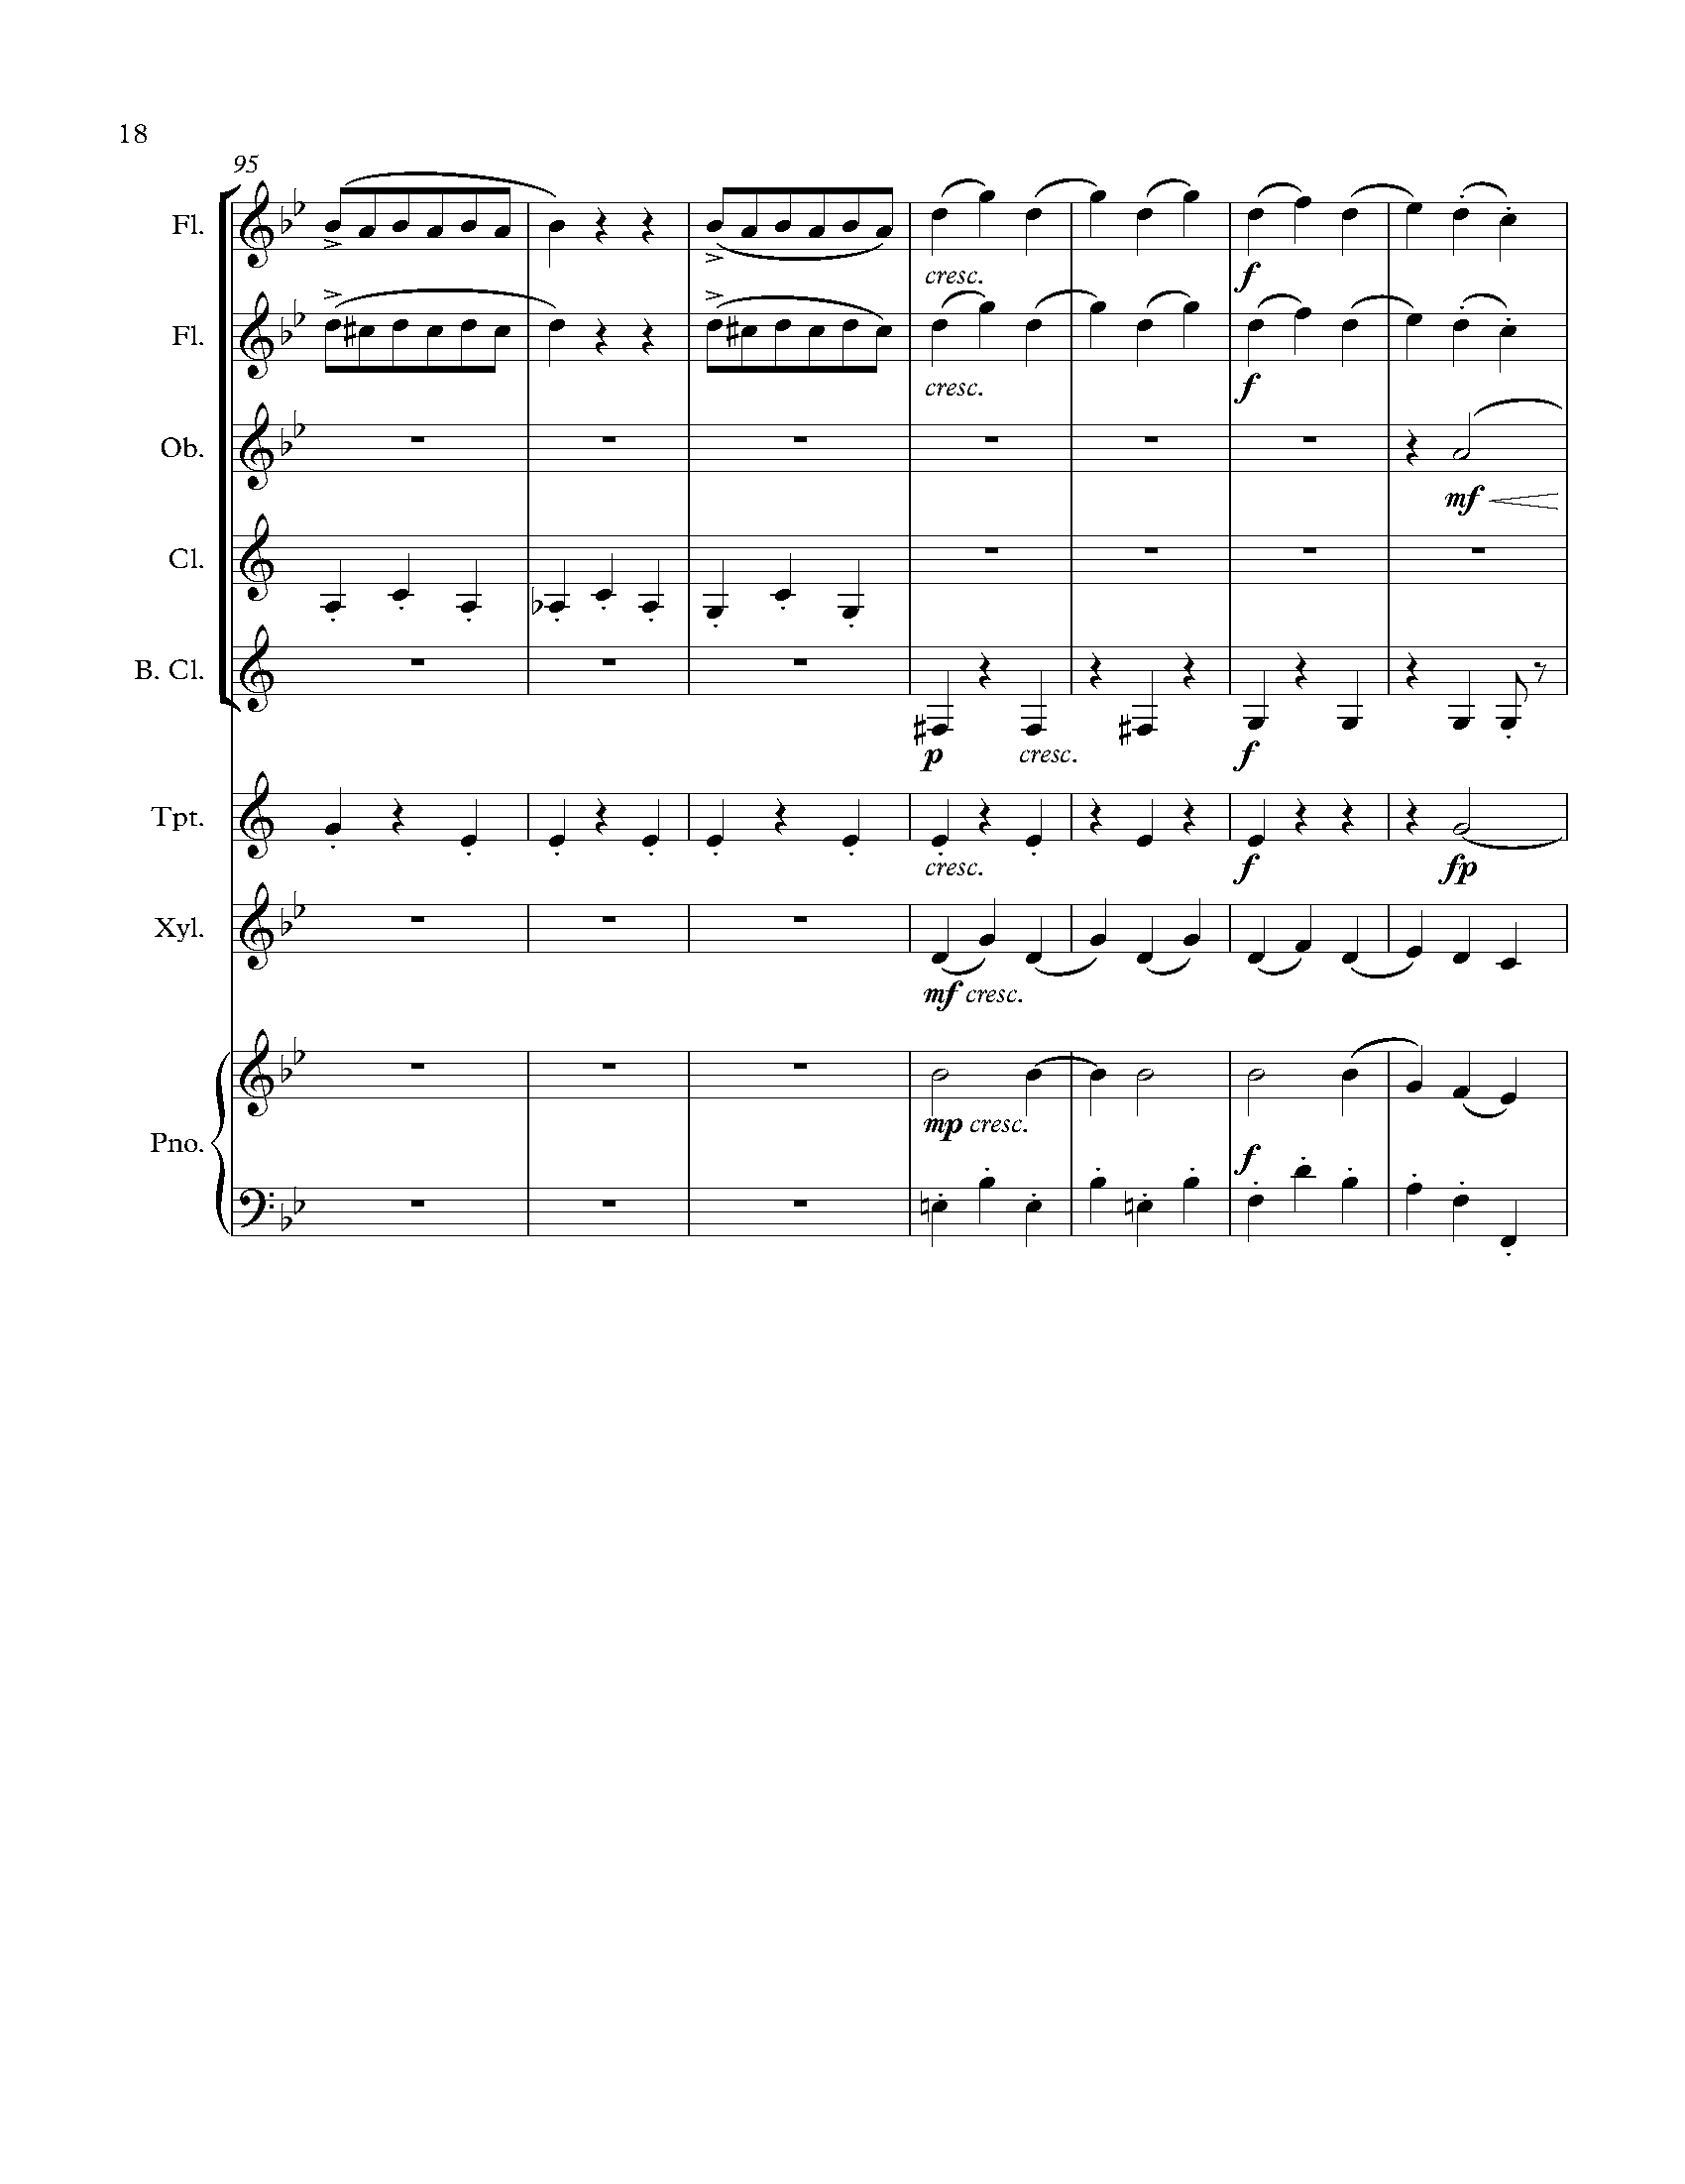 18
95
Fl.
cresc.
f
Fl.
cresc.
f
Ob.
mf
Cl.
B. Cl.
p
cresc.
f
Tpt.
cresc.
f
fp
Xyl.
mf cresc.
Pno.
mp cresc.
f